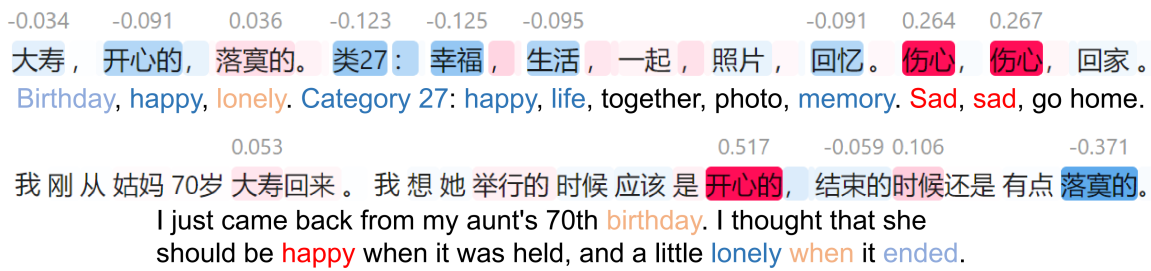 -0.034 -0.091 0.036 -0.123 -0.125 -0.095 -0.091 0.264 0.267
大寿，开心的，落寞的。类27：幸福，生活，一起，照片，回忆。伤心，伤心，回家。
Birthday, happy, lonely. Category 27: happy, life, together, photo, memory. Sad, sad, go home.
0.053 0.517 -0.059 0.106 -0.371
我 刚 从 姑妈 70岁 大寿回来 。 我 想 她 举行的 时候 应该 是 开心的， 结束的时候还是 有点 落寞的。
I just came back from my aunt's 70th birthday. I thought that she
should be happy when it was held, and a little lonely when it ended.